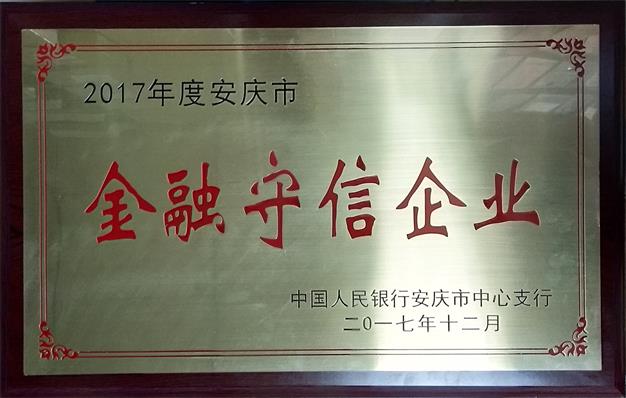 2017年度安庆市
金融守信企业
中国人民银行安庆市中心支行
二0一七年十二月